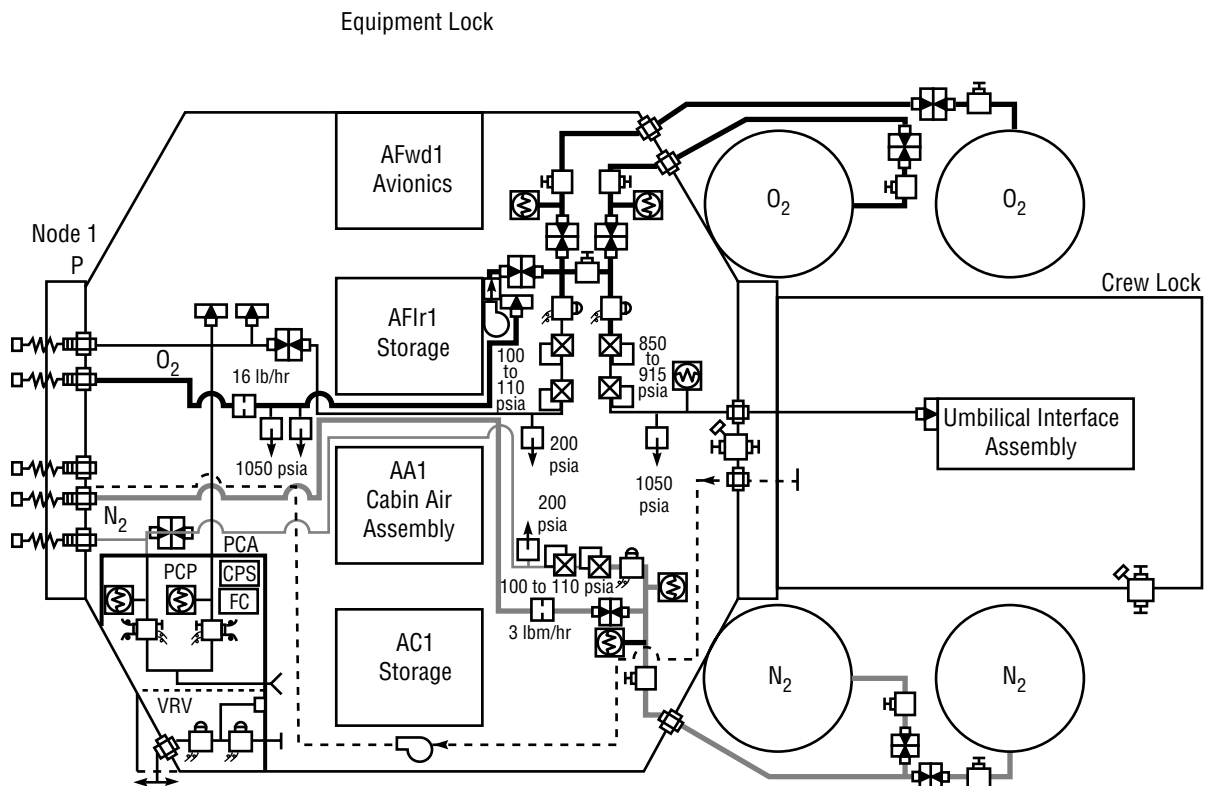 Equipment Lock
AFwd1
Avionics
O2
O2
Node 1
P
Crew Lock
AFlr1
Storage
O2
16 lb/hr
100
to
110
psia
850
to
915
psia
Umbilical Interface
Assembly
1050 psia
200
psia
1050
psia
AA1
Cabin Air
Assembly
200
psia
N2
PCA
PCP
CPS
FC
100 to 110 psia
3 lbm/hr
AC1
Storage
N2
N2
VRV